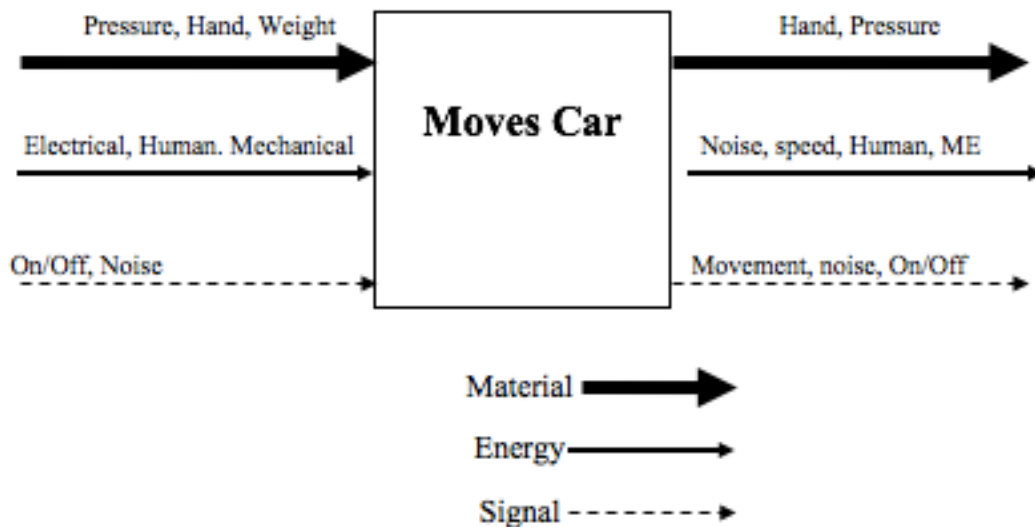 Pressure, Hand, Weight
Hand, Pressure
Moves Car
Electrical, Human. Mechanical
Noise, speed, Human, ME
On/Off, Noise
Movement, noise, On/Off
Material
Energy
Signal